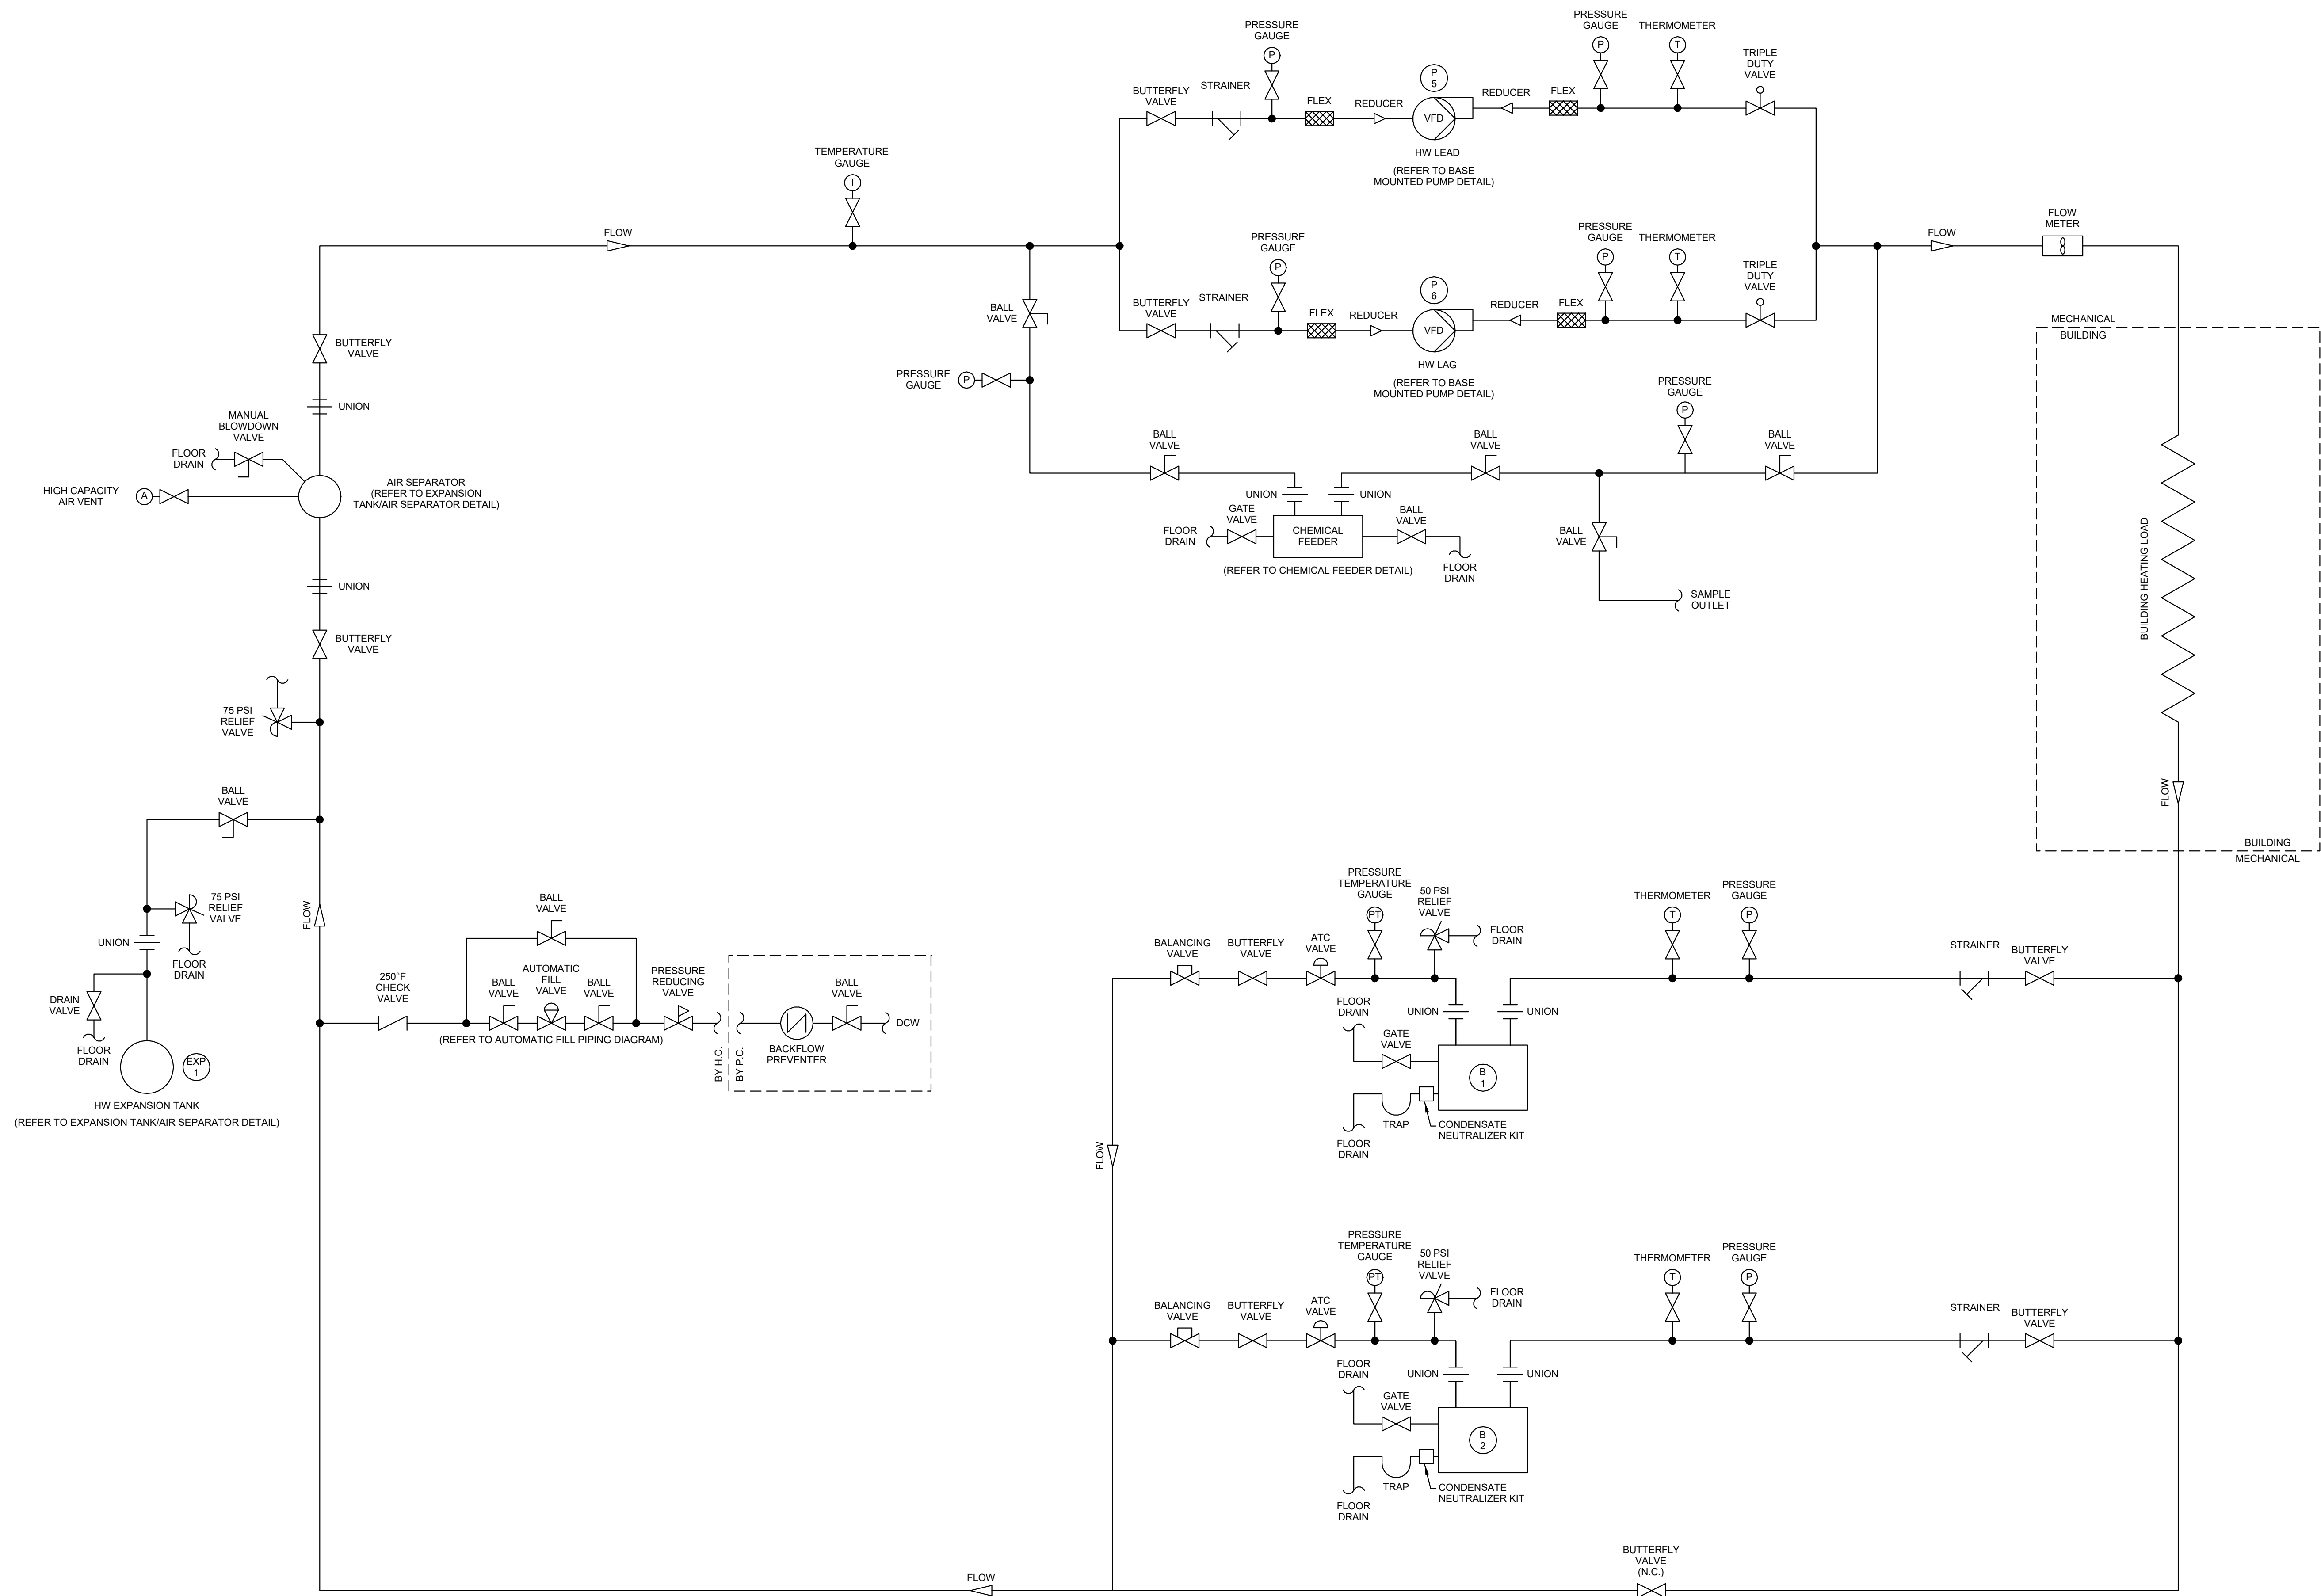 PRESSURE
GAUGE
P
PRESSURE
GAUGE
P
THERMOMETER
T
TRIPLE
DUTY
VALVE
BUTTERFLY
VALVE
STRAINER
FLEX
REDUCER
P
5
VFD
HW LEAD
(REFER TO BASE
MOUNTED PUMP DETAIL)
REDUCER
FLEX
TEMPERATURE
GAUGE
T
FLOW
PRESSURE
GAUGE
P
PRESSURE
GAUGE
P
THERMOMETER
T
TRIPLE
DUTY
VALVE
BUTTERFLY
VALVE
STRAINER
FLEX
REDUCER
P
6
VFD
HW LAG
(REFER TO BASE
MOUNTED PUMP DETAIL)
REDUCER
FLEX
FLOW
FLOW
METER
MECHANICAL
BUILDING
BUILDING HEATING LOAD
FLOW
BUILDING
MECHANICAL
BALL
VALVE
PRESSURE
GAUGE
P
BALL
VALVE
BALL
VALVE
PRESSURE
GAUGE
P
BALL
VALVE
UNION
UNION
FLOOR
DRAIN
GATE
VALVE
CHEMICAL
FEEDER
BALL
VALVE
FLOOR
DRAIN
(REFER TO CHEMICAL FEEDER DETAIL)
BALL
VALVE
SAMPLE
OUTLET
BUTTERFLY
VALVE
UNION
MANUAL
BLOWDOWN
VALVE
FLOOR
DRAIN
HIGH CAPACITY
AIR VENT
A
AIR SEPARATOR
(REFER TO EXPANSION
TANK/AIR SEPARATOR DETAIL)
UNION
BUTTERFLY
VALVE
75 PSI
RELIEF
VALVE
BALL
VALVE
75 PSI
RELIEF
VALVE
FLOOR
DRAIN
UNION
DRAIN
VALVE
FLOOR
DRAIN
EXP
1
HW EXPANSION TANK
(REFER TO EXPANSION TANK/AIR SEPARATOR DETAIL)
FLOW
250°F
CHECK
VALVE
BALL
VALVE
BALL
VALVE
AUTOMATIC
FILL
VALVE
BALL
VALVE
PRESSURE
REDUCING
VALVE
(REFER TO AUTOMATIC FILL PIPING DIAGRAM)
BY H.C.
BY P.C.
BACKFLOW
PREVENTER
BALL
VALVE
DCW
PRESSURE
TEMPERATURE
GAUGE
PT
50 PSI
RELIEF
VALVE
FLOOR
DRAIN
BALANCING
VALVE
BUTTERFLY
VALVE
ATC
VALVE
THERMOMETER
T
PRESSURE
GAUGE
P
STRAINER
BUTTERFLY
VALVE
FLOOR
DRAIN
UNION
UNION
GATE
VALVE
B
1
TRAP
CONDENSATE
NEUTRALIZER KIT
FLOOR
DRAIN
FLOW
PRESSURE
TEMPERATURE
GAUGE
PT
50 PSI
RELIEF
VALVE
FLOOR
DRAIN
BALANCING
VALVE
BUTTERFLY
VALVE
ATC
VALVE
THERMOMETER
T
PRESSURE
GAUGE
P
STRAINER
BUTTERFLY
VALVE
FLOOR
DRAIN
UNION
UNION
GATE
VALVE
B
2
TRAP
CONDENSATE
NEUTRALIZER KIT
FLOOR
DRAIN
FLOW
BUTTERFLY
VALVE
(N.C.)